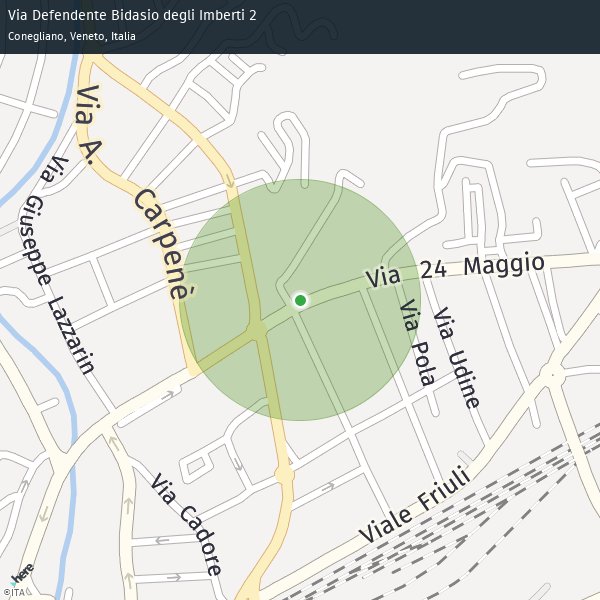 Via Defendente Bidasio degli Imberti 2
Conegliano, Veneto, Italia
Via A.
Carpenè
Via Giuseppe Lazzarin
Via 24 Maggio
Via Pola
Via Udine
Via Cadore
Viale Friuli
here
©ITA